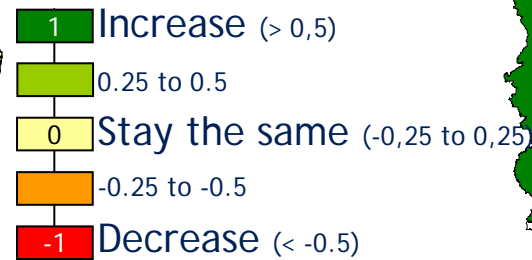 1 Increase (> 0,5)
0.25 to 0.5
0 Stay the same (-0,25 to 0,25)
-0.25 to -0.5
-1 Decrease (< -0.5)